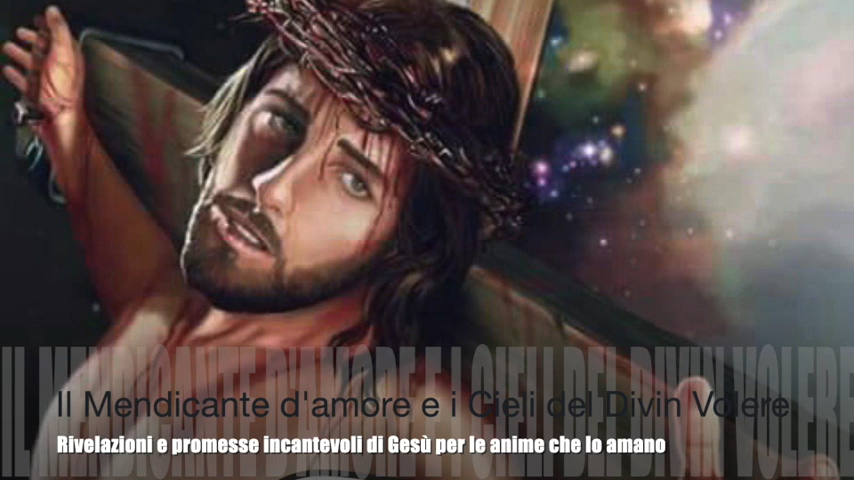 IL MENDICANTE D'AMORE E I CIELI DEL DIVIN VOLERE
Il Mendicante d'amore e i Cieli del Divin Volere
Rivelazioni e promesse incantevoli di Gesù per le anime che lo amano